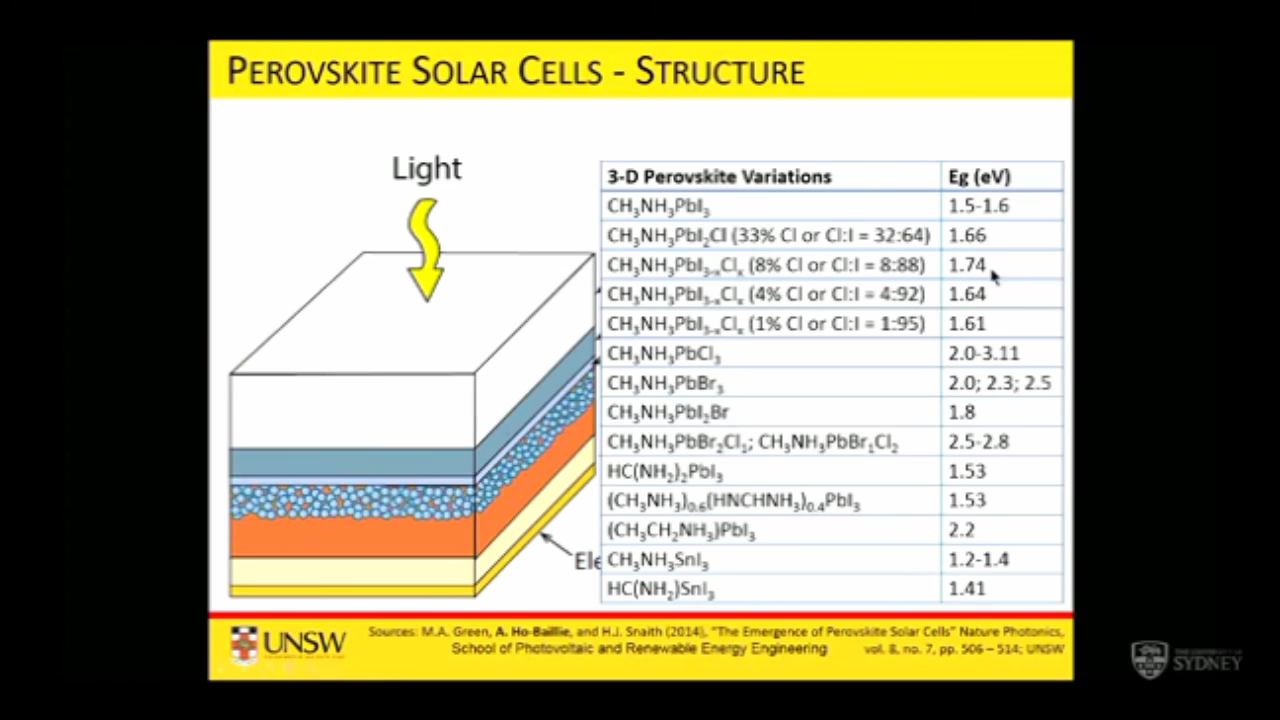 PEROVSKITE SOLAR CELLS - STRUCTURE
Light
3-D Perovskite Variations Eg (eV)
CH₃NH₃PbI₃ 1.5-1.6
CH₃NH₃PbI₂Cl (33% Cl or Cl:I = 32:64) 1.66
CH₃NH₃PbI₃₋ₓClₓ (8% Cl or Cl:I = 8:88) 1.74
CH₃NH₃PbI₃₋ₓClₓ (4% Cl or Cl:I = 4:92) 1.64
CH₃NH₃PbI₃₋ₓClₓ (1% Cl or Cl:I = 1:95) 1.61
CH₃NH₃PbCl₃ 2.0-3.11
CH₃NH₃PbBr₃ 2.0; 2.3; 2.5
CH₃NH₃PbI₂Br 1.8
CH₃NH₃PbBr₂Cl₁; CH₃NH₃PbBr₁Cl₂ 2.5-2.8
HC(NH₂)₂PbI₃ 1.53
(CH₃NH₃)₀.₆(HNCHNH₃)₀.₄PbI₃ 1.53
(CH₃CH₂NH₃)PbI₃ 2.2
CH₃NH₃SnI₃ 1.2-1.4
Ele
HC(NH₂)SnI₃ 1.41
UNSW
Sources: M.A. Green, A. Ho-Baillie, and H.J. Snaith (2014), "The Emergence of Perovskite Solar Cells" Nature Photonics,
School of Photovoltaic and Renewable Energy Engineering vol. 8, no. 7, pp. 506 – 514; UNSW
SYDNEY